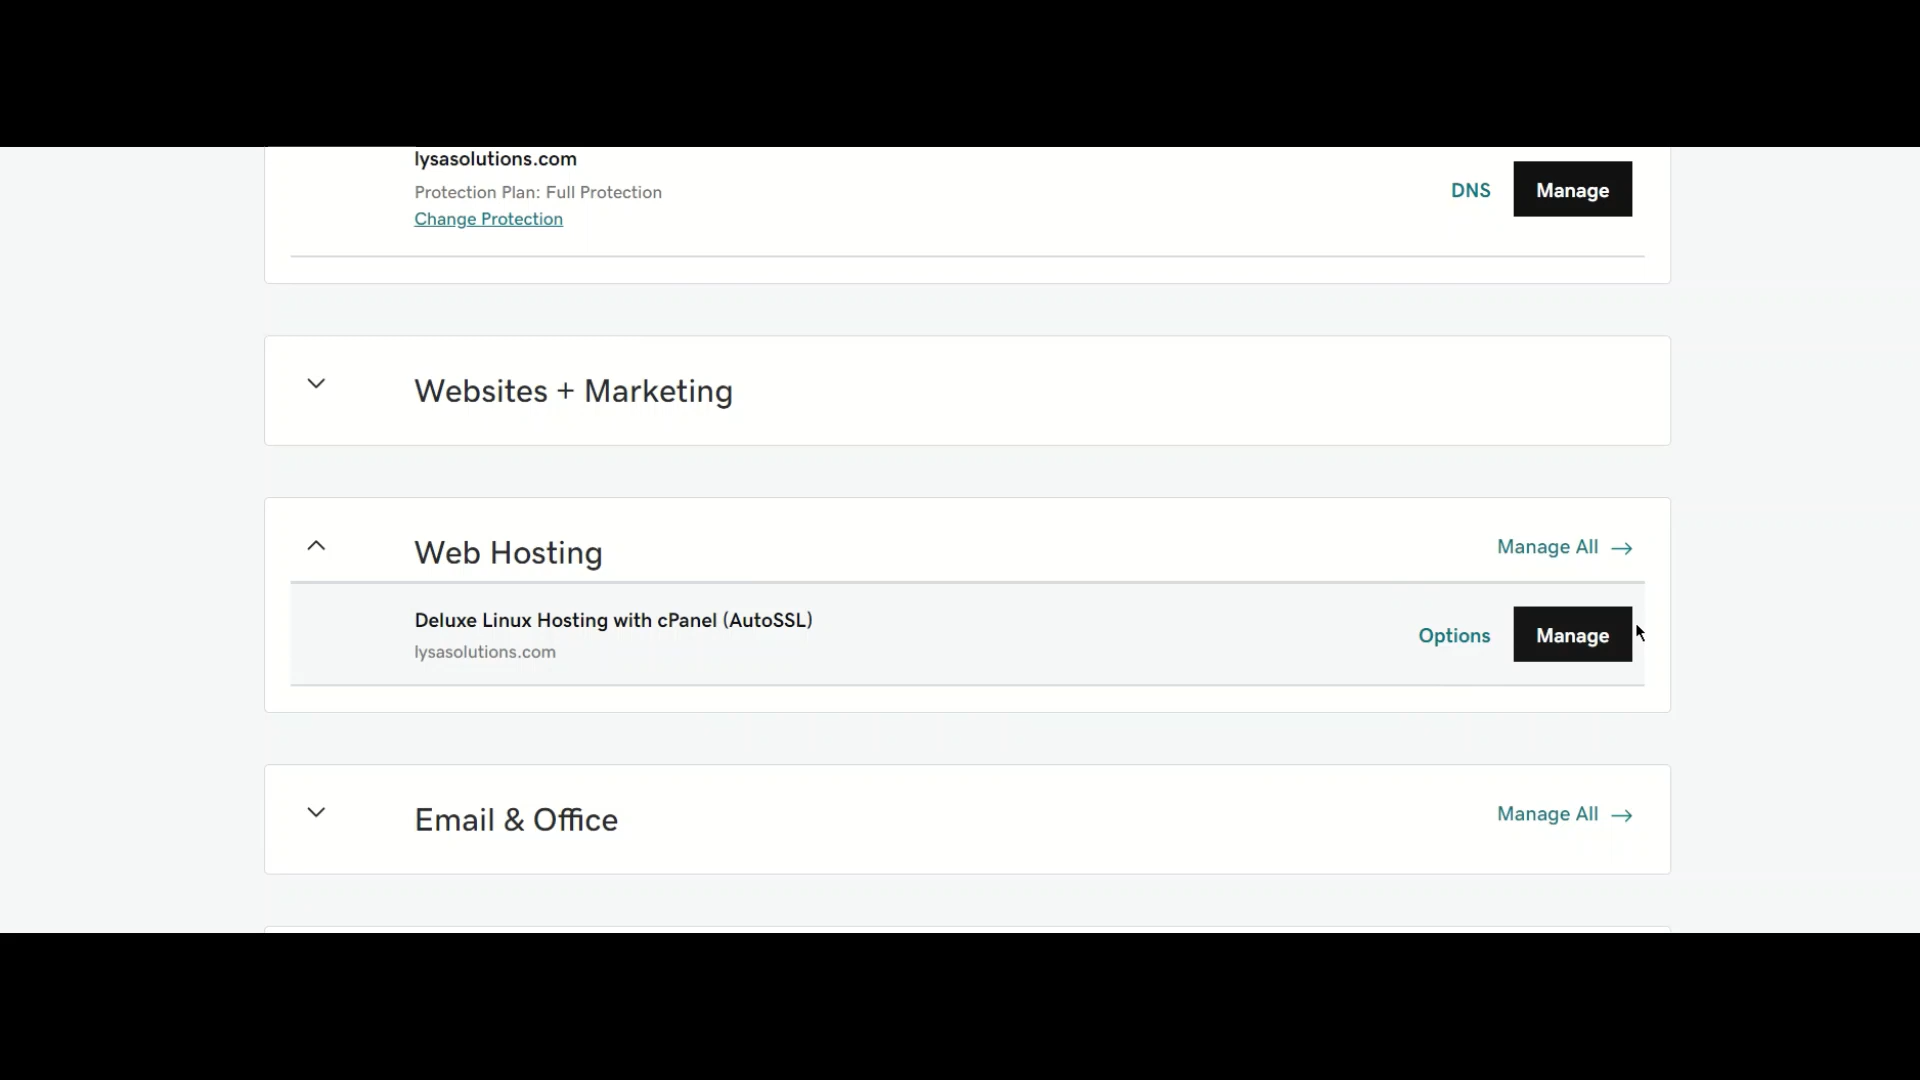 lysasolutions.com
Protection Plan: Full Protection
Change Protection
DNS
Manage
Websites + Marketing
Web Hosting
Manage All
Deluxe Linux Hosting with cPanel (AutoSSL)
lysasolutions.com
Options
Manage
Email & Office
Manage All